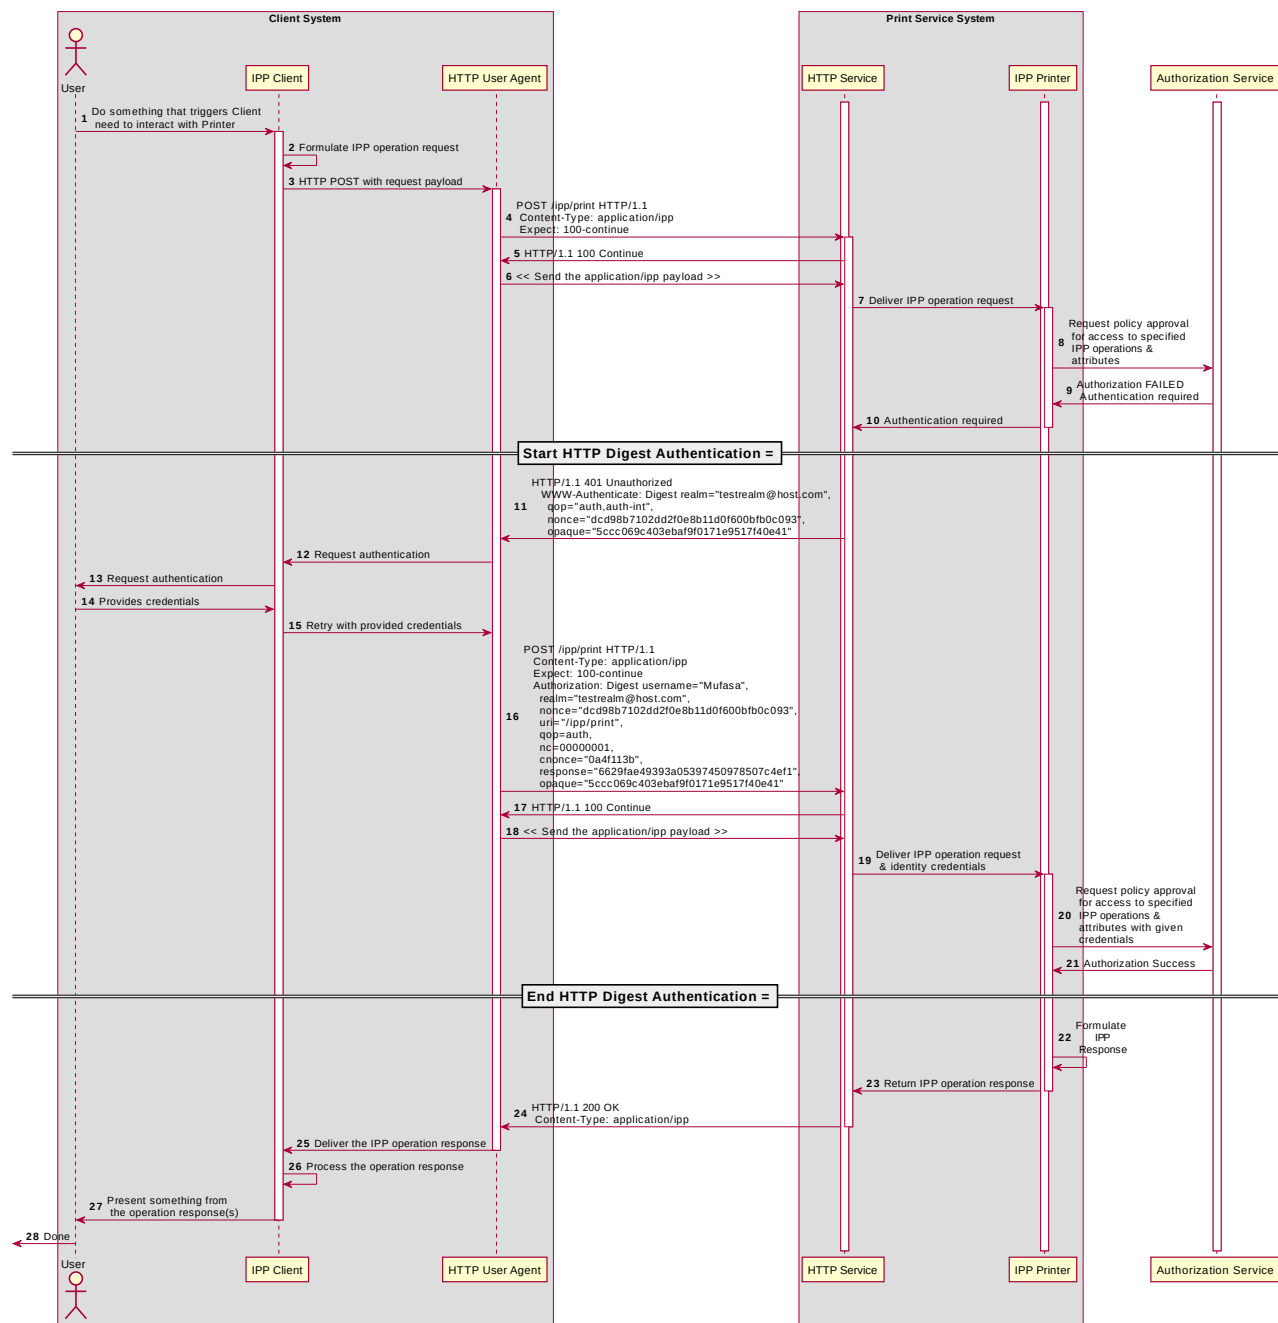 Client System
Print Service System
User
IPP Client
HTTP User Agent
HTTP Service
IPP Printer
Authorization Service
1 Do something that triggers Client
need to interact with Printer
2 Formulate IPP operation request
3 HTTP POST with request payload
POST /ipp/print HTTP/1.1
4 Content-Type: application/ipp
Expect: 100-continue
5 HTTP/1.1 100 Continue
6 << Send the application/ipp payload >>
7 Deliver IPP operation request
Request policy approval
8 for access to specified
IPP operations &
attributes
9 Authorization FAILED
Authentication required
10 Authentication required
Start HTTP Digest Authentication =
HTTP/1.1 401 Unauthorized
WWW-Authenticate: Digest realm="testrealm@host.com",
11 qop="auth,auth-int",
nonce="dcd98b7102dd2f0e8b11d0f600bfb0c093",
opaque="5ccc069c403ebaf9f0171e9517f40e41"
12 Request authentication
13 Request authentication
14 Provides credentials
15 Retry with provided credentials
POST /ipp/print HTTP/1.1
Content-Type: application/ipp
Expect: 100-continue
Authorization: Digest username="Mufasa",
realm="testrealm@host.com",
nonce="dcd98b7102dd2f0e8b11d0f600bfb0c093",
16 uri="/ipp/print",
qop=auth,
nc=00000001,
cnonce="0a4f113b",
response="6629fae49393a05397450978507c4ef1",
opaque="5ccc069c403ebaf9f0171e9517f40e41"
17 HTTP/1.1 100 Continue
18 << Send the application/ipp payload >>
19 Deliver IPP operation request
& identity credentials
Request policy approval
for access to specified
20 IPP operations &
attributes with given
credentials
21 Authorization Success
End HTTP Digest Authentication =
Formulate
22 IPP
Response
23 Return IPP operation response
24 HTTP/1.1 200 OK
Content-Type: application/ipp
25 Deliver the IPP operation response
26 Process the operation response
27 Present something from
the operation response(s)
28 Done
User
IPP Client
HTTP User Agent
HTTP Service
IPP Printer
Authorization Service